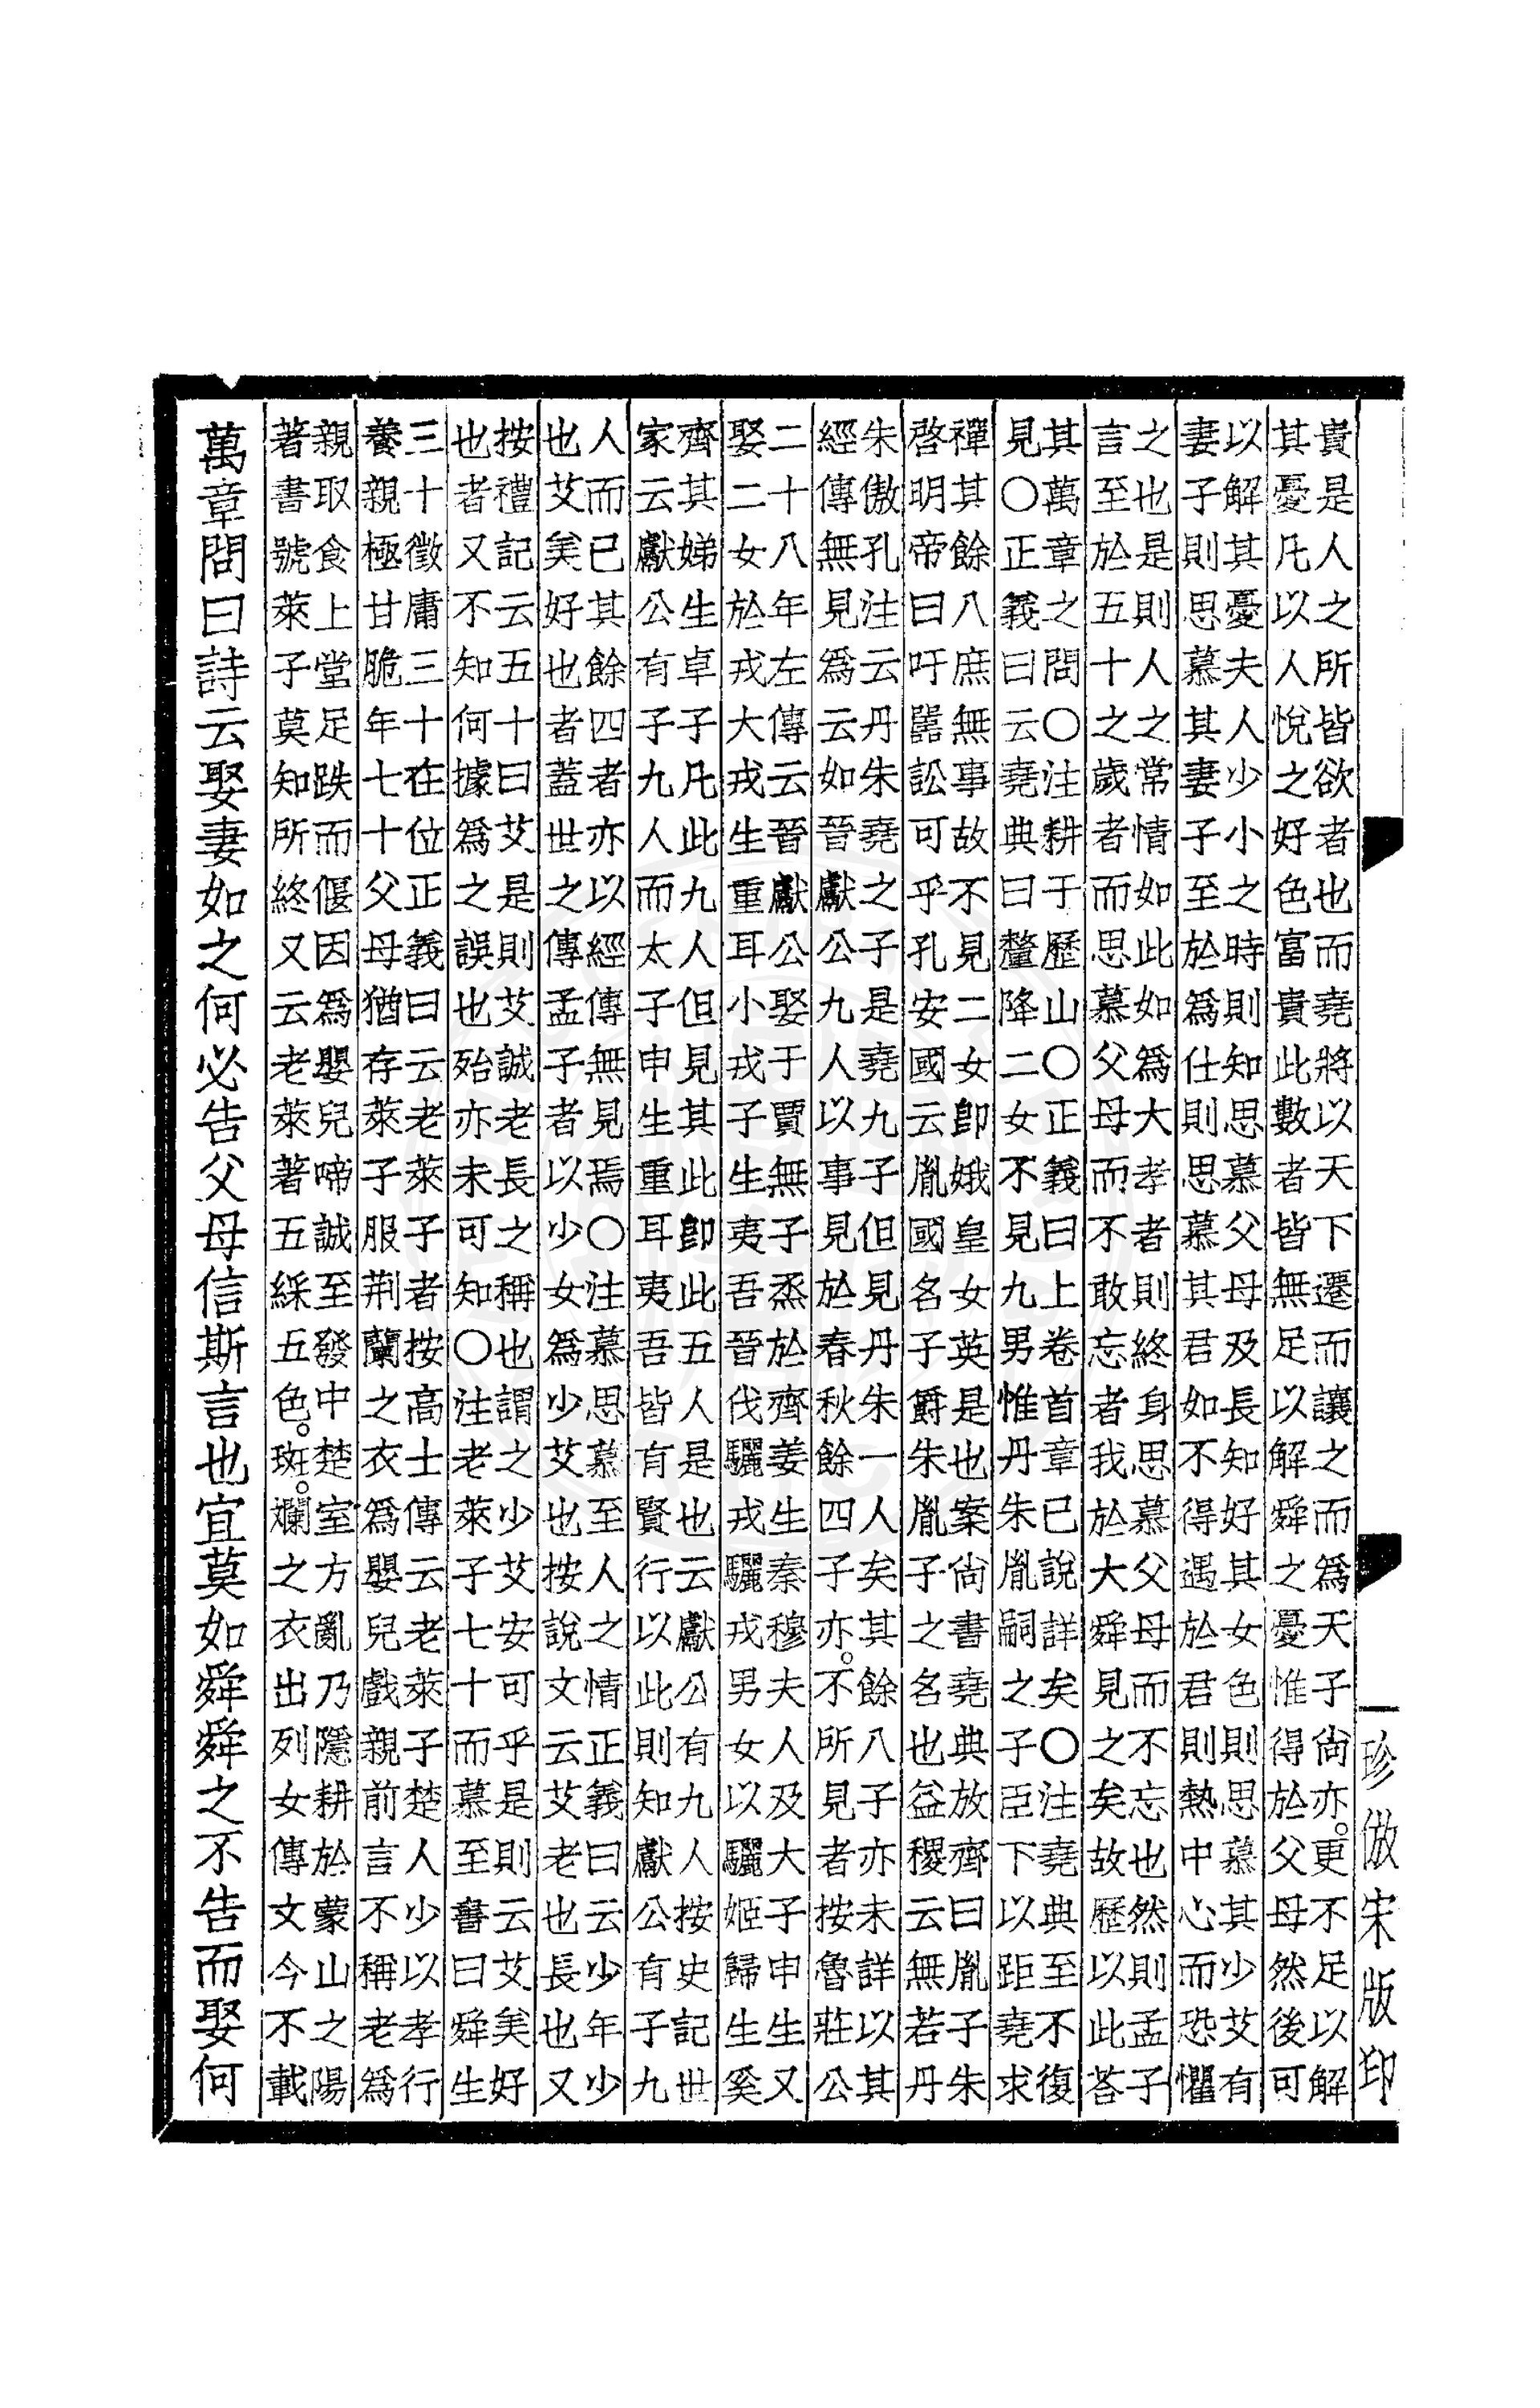 貴是人之所皆欲者也而堯將以天下遷而讓之而爲天子尙亦更不足以解
其憂凡以人悅之好色富貴此數者皆無足以解舜之憂惟得於父母然後可
以解其憂夫人少小之時則知思慕父母及長知好其女色則思慕其少艾有
妻子則思慕其妻子至於爲仕則思慕其君如不得遇於君則熱中心而恐懼
之也是則人之常情如此如爲大孝者則終身思慕父母而不忘也然則孟子
言至於五十之歲者而思慕父母而不敢忘者我於大舜見之矣故歷以此荅
其萬章之問○注耕于歷山○正義曰上卷首章已說詳矣○注堯典至不復
見○正義曰云堯典曰釐降二女不見九男惟丹朱胤嗣之子臣下以距堯求
禪其餘八庶無事故不見二女卽娥皇女英是也案尙書堯典放齊曰胤子朱
啓明帝曰吁嚚訟可乎孔安國云胤國名子爵朱胤子之名也益稷云無若丹
朱傲孔注云丹朱堯之子是堯九子但見丹朱一人矣其餘八子亦未詳以其
經傳無見爲云如晉獻公九人以事見於春秋餘四子亦不所見者按魯莊公
二十八年左傳云晉獻公娶于賈無子烝於齊姜生秦穆夫人及大子申生又
娶二女於戎大戎生重耳小戎子生夷吾晉伐驪戎驪戎男女以驪姬歸生奚
齊其娣生卓子凡此九人但見其此卽此五人是也云獻公有九人按史記世
家云獻公有子九人而太子申生重耳夷吾皆有賢行以此則知獻公有子九
人而已其餘四者亦以經傳無見焉○注慕思慕至人之情正義曰云少年少
也艾美好也者蓋世之傳孟子者以少女爲少艾也按說文云艾老也長也又
按禮記云五十曰艾是則艾誠老長之稱也謂之少艾安可乎是則云艾美好
也者又不知何據爲之誤也殆亦未可知○注老萊子七十而慕至書曰舜生
三十徵庸三十在位正義曰云老萊子者按高士傳云老萊子楚人少以孝行
養親極甘脆年七十父母猶存萊子服荆蘭之衣爲嬰兒戲親前言不稱老爲
親取食上堂足跌而偃因爲嬰兒啼誠至發中楚室方亂乃隱耕於蒙山之陽
著書號萊子莫知所終又云老萊著五綵五色斑斕之衣出列女傳文今不載
萬章問曰詩云娶妻如之何必告父母信斯言也宜莫如舜舜之不告而娶何
珍倣宋版印